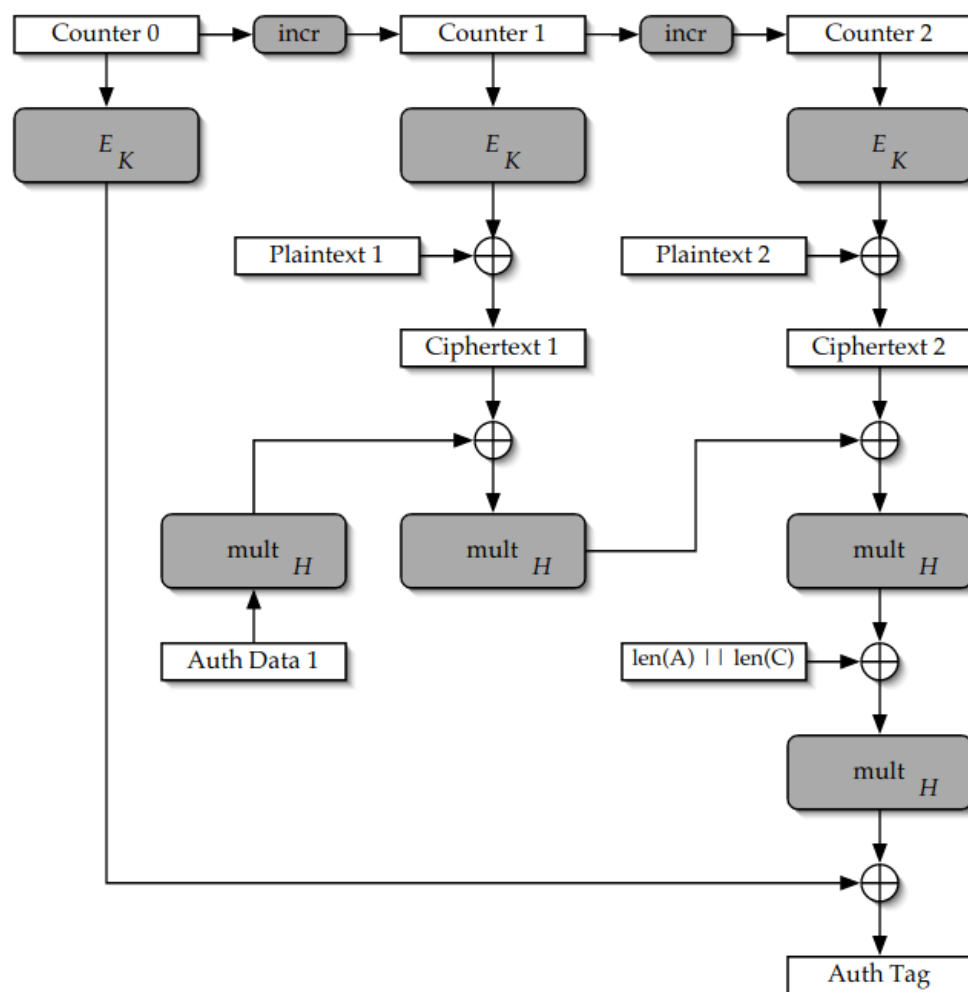 Counter 0
incr
Counter 1
incr
Counter 2
E K
E K
E K
Plaintext 1
Plaintext 2
Ciphertext 1
Ciphertext 2
mult H
mult H
mult H
Auth Data 1
len(A) || len(C)
mult H
Auth Tag